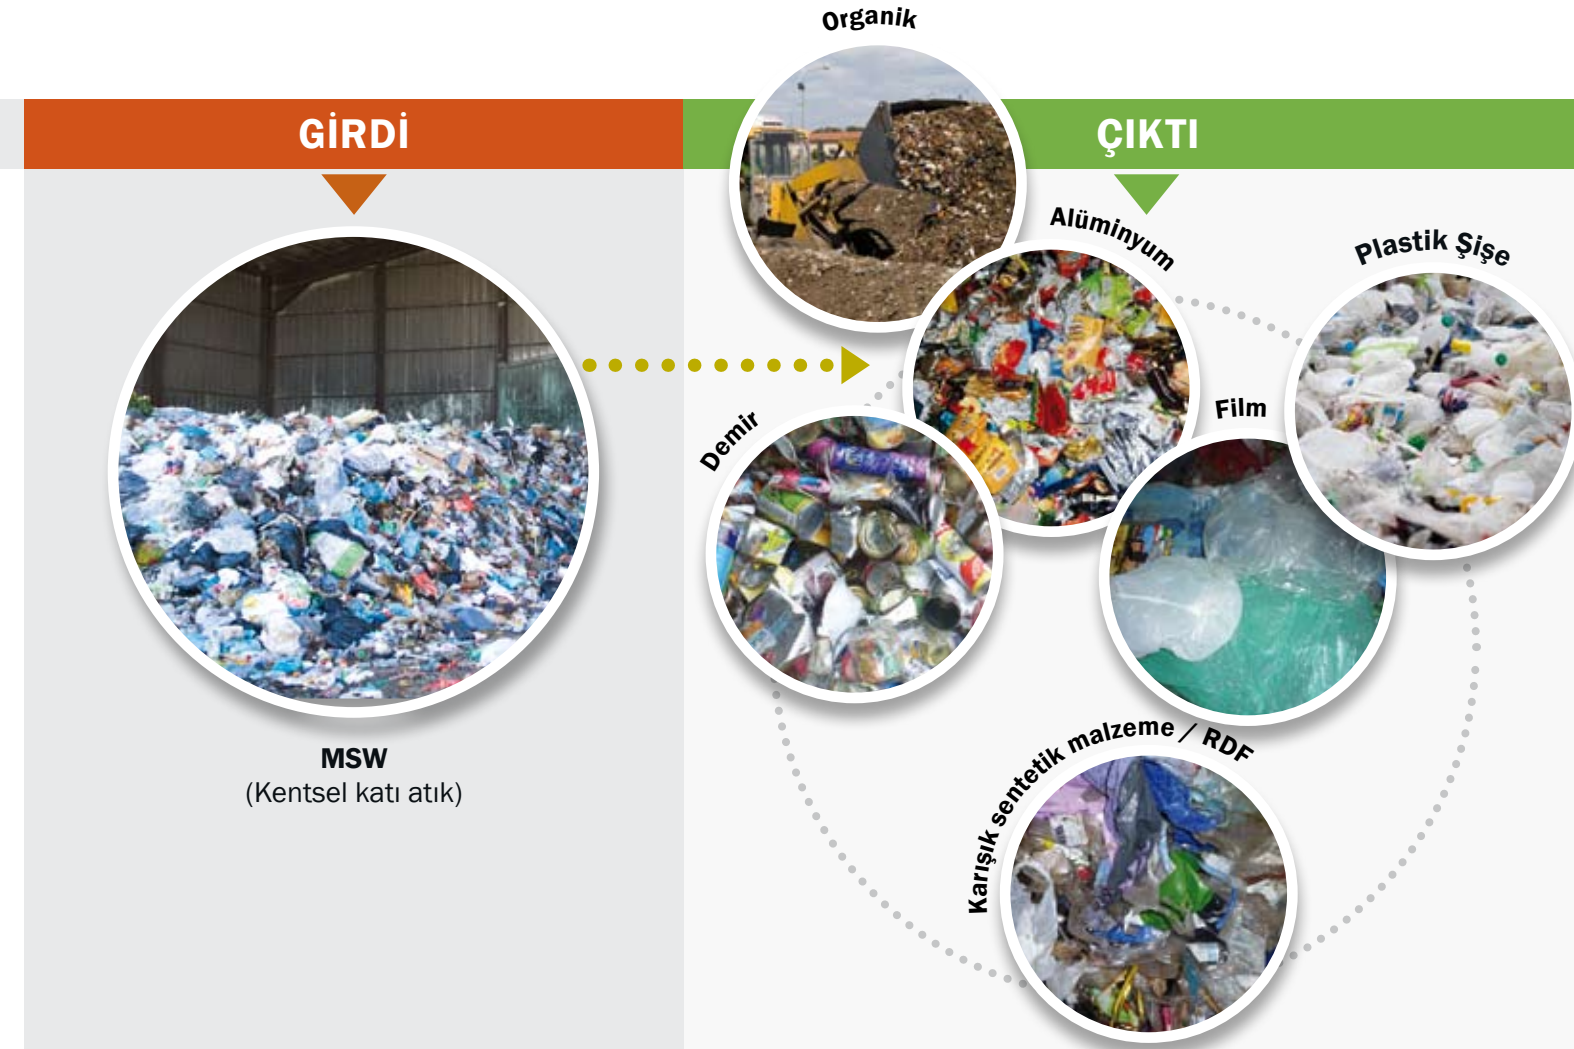 Organik
GİRDİ
ÇIKTI
Alüminyum
Plastik Şişe
Film
Demir
Karışık sentetik malzeme / RDF
MSW
(Kentsel katı atık)